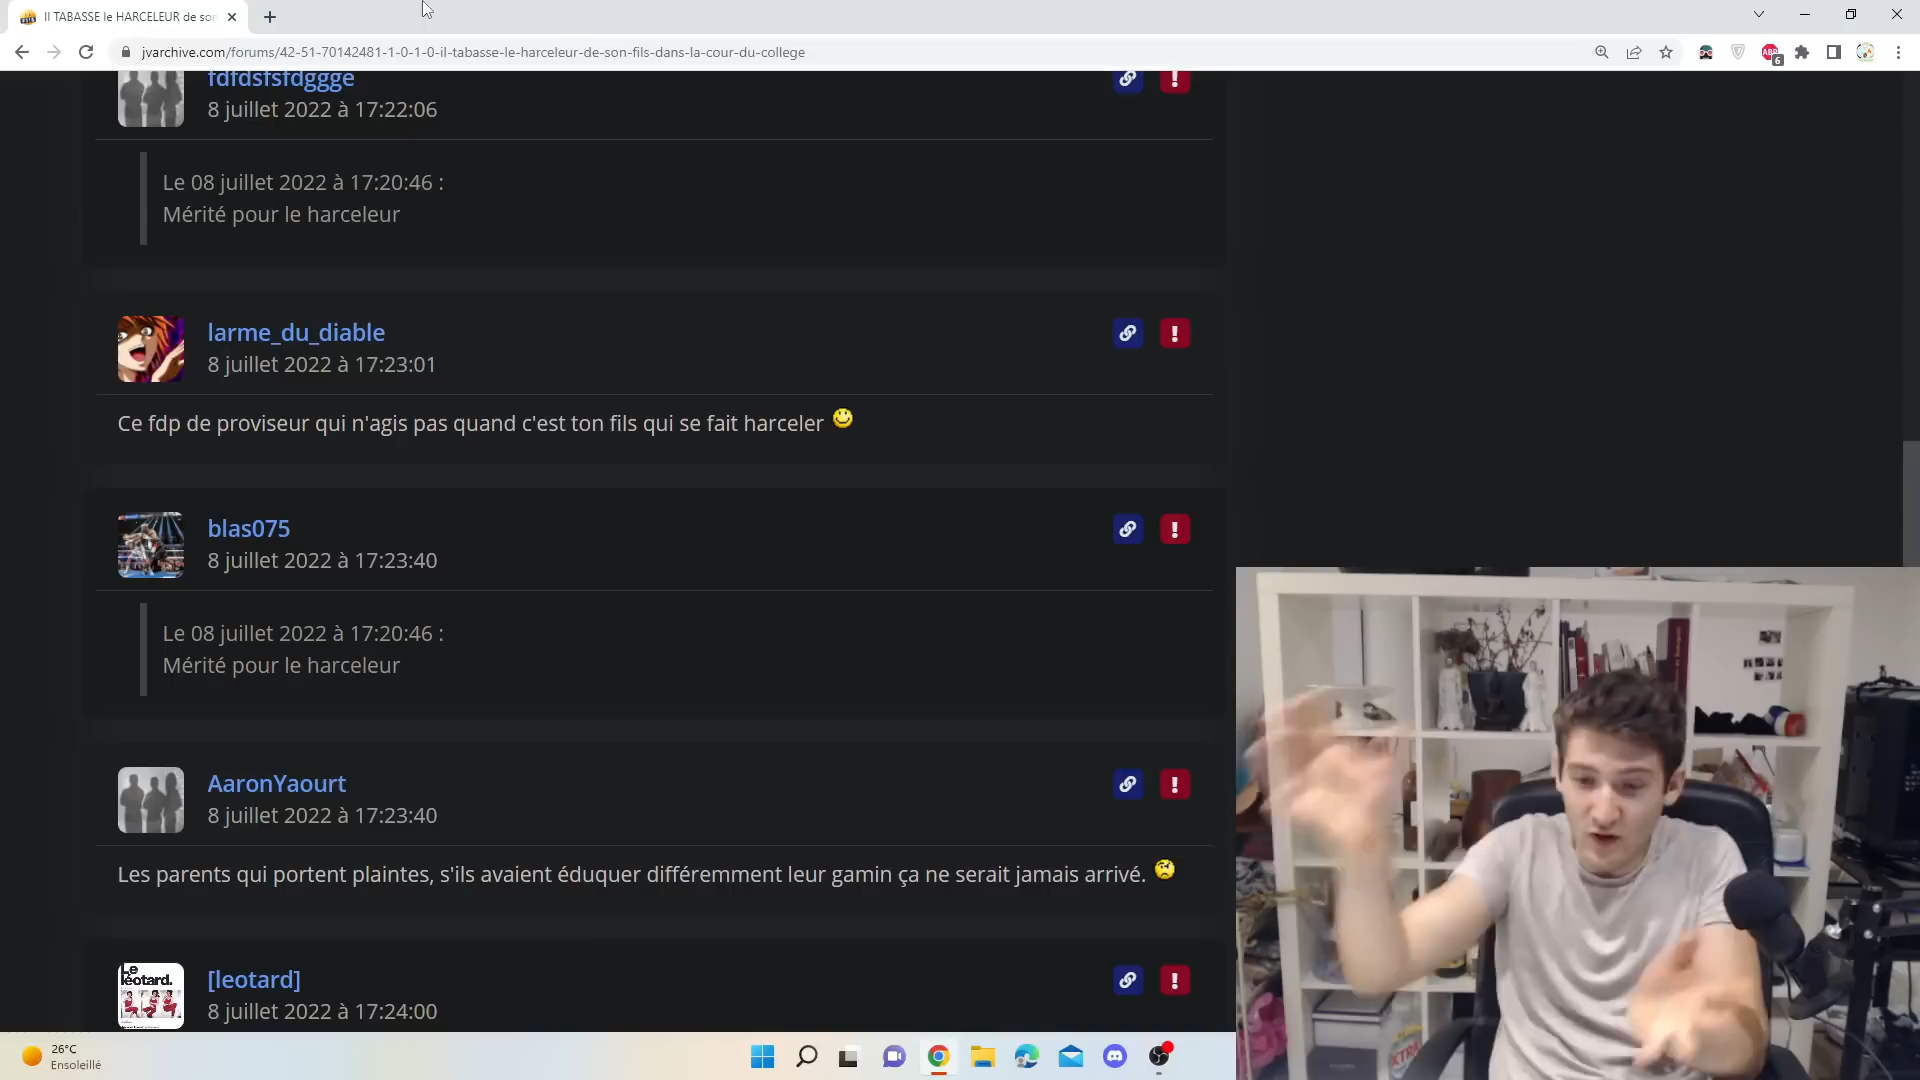 Il TABASSE le HARCELEUR de son
jvarchive.com/forums/42-51-70142481-1-0-1-0-il-tabasse-le-harceleur-de-son-fils-dans-la-cour-du-college
ABP
6
fdfdsfsfdggge
8 juillet 2022 à 17:22:06
Le 08 juillet 2022 à 17:20:46 :
Mérité pour le harceleur
larme_du_diable
8 juillet 2022 à 17:23:01
Ce fdp de proviseur qui n'agis pas quand c'est ton fils qui se fait harceler
blas075
8 juillet 2022 à 17:23:40
Le 08 juillet 2022 à 17:20:46 :
Mérité pour le harceleur
AaronYaourt
8 juillet 2022 à 17:23:40
Les parents qui portent plaintes, s'ils avaient éduquer différemment leur gamin ça ne serait jamais arrivé.
Le
léotard.
[leotard]
8 juillet 2022 à 17:24:00
26°C
Ensoleillé
EXTRA